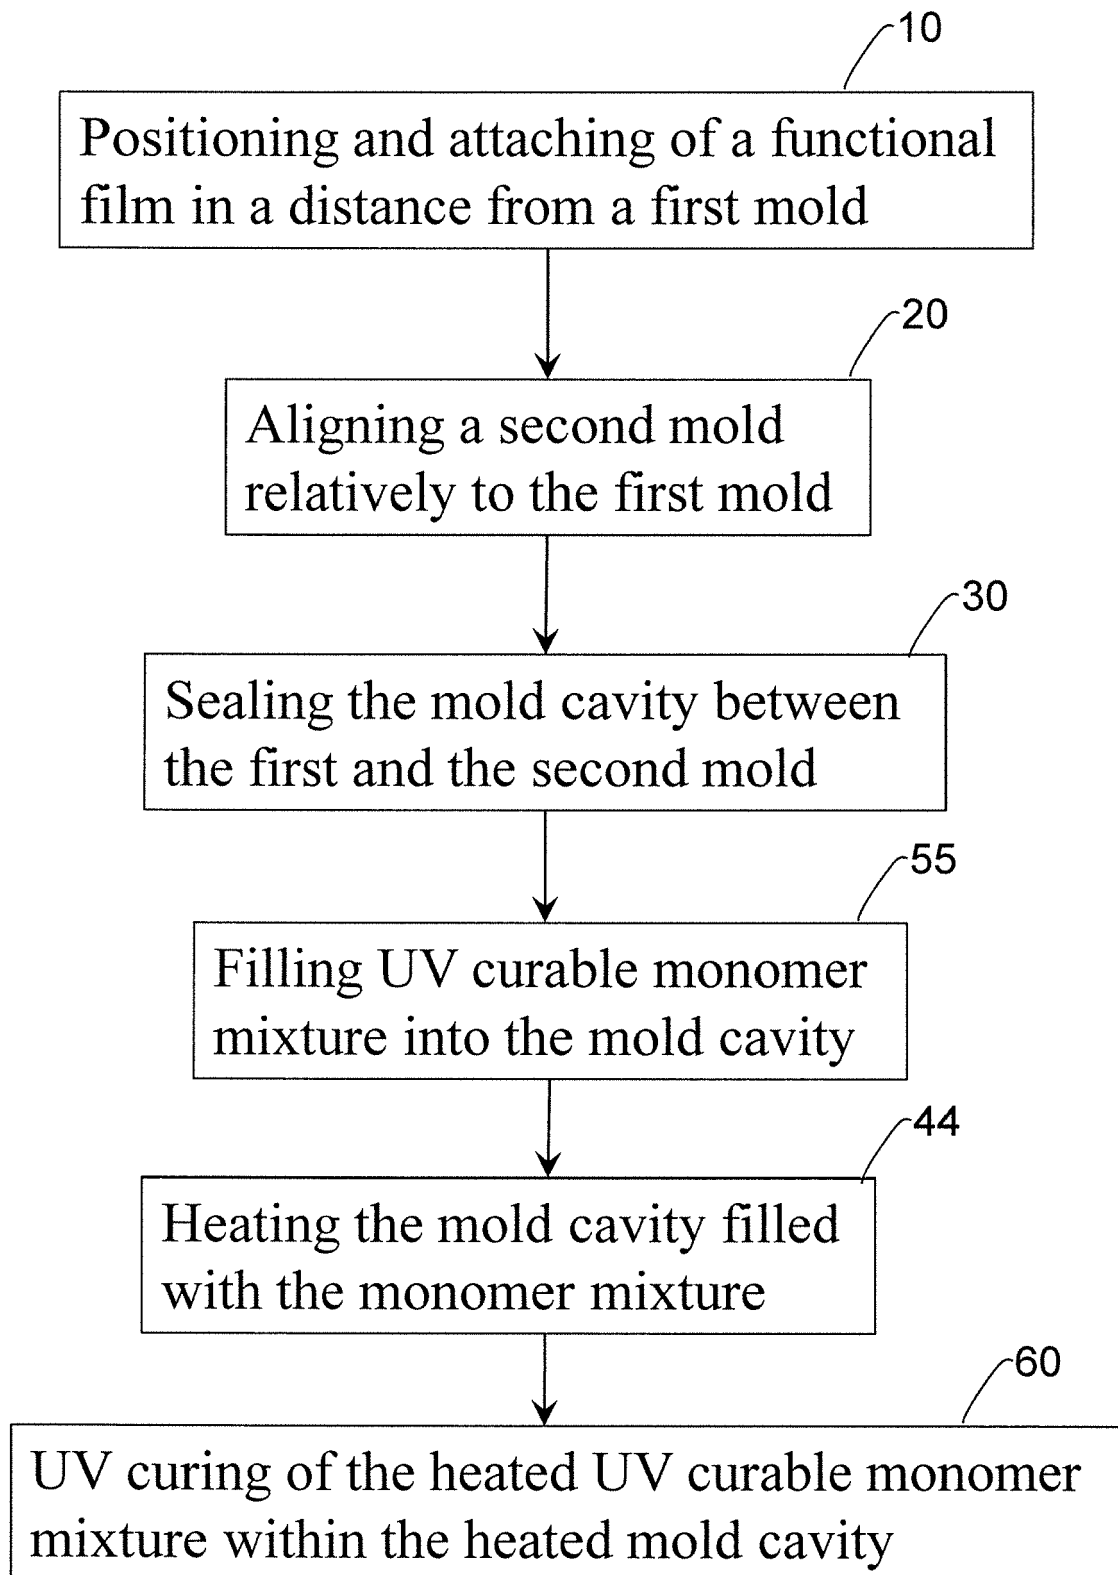 10
Positioning and attaching of a functional
film in a distance from a first mold
20
Aligning a second mold
relatively to the first mold
30
Sealing the mold cavity between
the first and the second mold
55
Filling UV curable monomer
mixture into the mold cavity
44
Heating the mold cavity filled
with the monomer mixture
60
UV curing of the heated UV curable monomer
mixture within the heated mold cavity